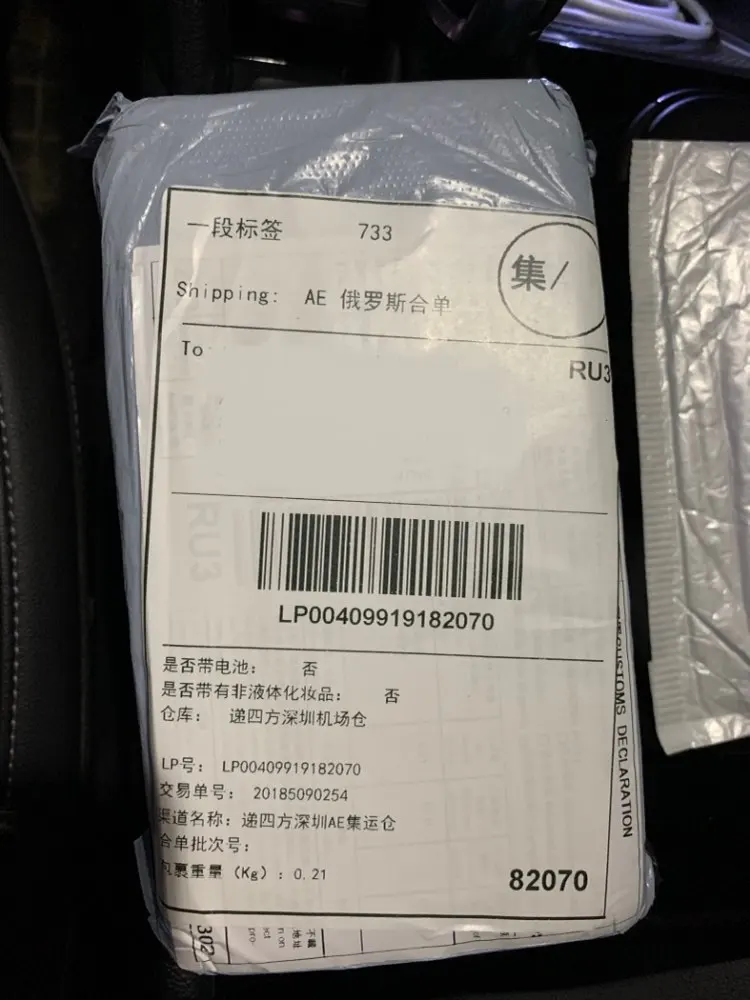 一段标签 733
集/
Shipping: AE 俄罗斯合单
To
RU3
LP00409919182070
是否带电池： 否
是否带有非液体化妆品： 否
仓库： 递四方深圳机场仓
LP号： LP00409919182070
交易单号： 20185090254
渠道名称：递四方深圳AE集运仓
合单批次号：
包裹重量（Kg）：0.21
82070
CUSTOMS DECLARATION
RU3
302